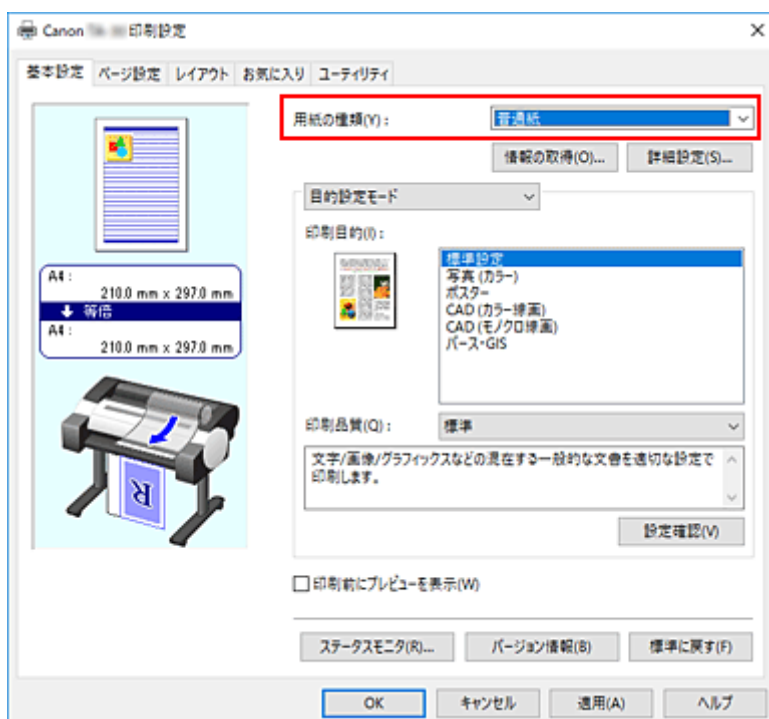 Canon 印刷設定
基本設定 ページ設定 レイアウト お気に入り ユーティリティ
用紙の種類(Y): 普通紙
情報の取得(O)... 詳細設定(S)...
目的設定モード
印刷目的(I):
標準設定
写真 (カラー)
ポスター
CAD (カラー線画)
CAD (モノクロ線画)
パース・GIS
A4 :
210.0 mm x 297.0 mm
等倍
A4 :
210.0 mm x 297.0 mm
R
印刷品質(Q): 標準
文字/画像/グラフィックスなどの混在する一般的な文書を適切な設定で
印刷します。
設定確認(V)
印刷前にプレビューを表示(W)
ステータスモニタ(R)... バージョン情報(B) 標準に戻す(F)
OK キャンセル 適用(A) ヘルプ